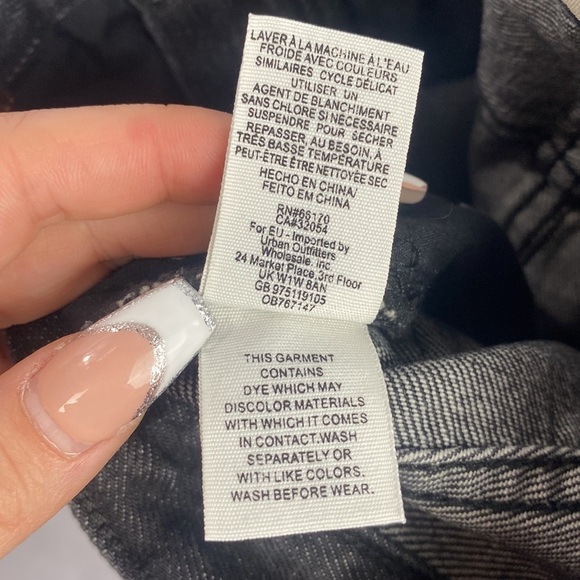 LAVER À LA MACHINE À L'EAU
FROIDE AVEC COULEURS
SIMILAIRES CYCLE DÉLICAT
UTILISER UN
AGENT DE BLANCHIMENT
SANS CHLORE SI NÉCESSAIRE
SUSPENDRE POUR SÉCHER
REPASSER, AU BESOIN, À
TRÈS BASSE TEMPÉRATURE
PEUT-ÊTRE ÊTRE NETTOYÉE SEC
HECHO EN CHINA/
FEITO EM CHINA
RN#66170
CA#32054
For EU - Imported by
Urban Outfitters
Wholesale, Inc.
24 Market Place,3rd Floor
UK W1W 8AN
GB 975119105
OB767147
THIS GARMENT
CONTAINS
DYE WHICH MAY
DISCOLOR MATERIALS
WITH WHICH IT COMES
IN CONTACT.WASH
SEPARATELY OR
WITH LIKE COLORS.
WASH BEFORE WEAR.